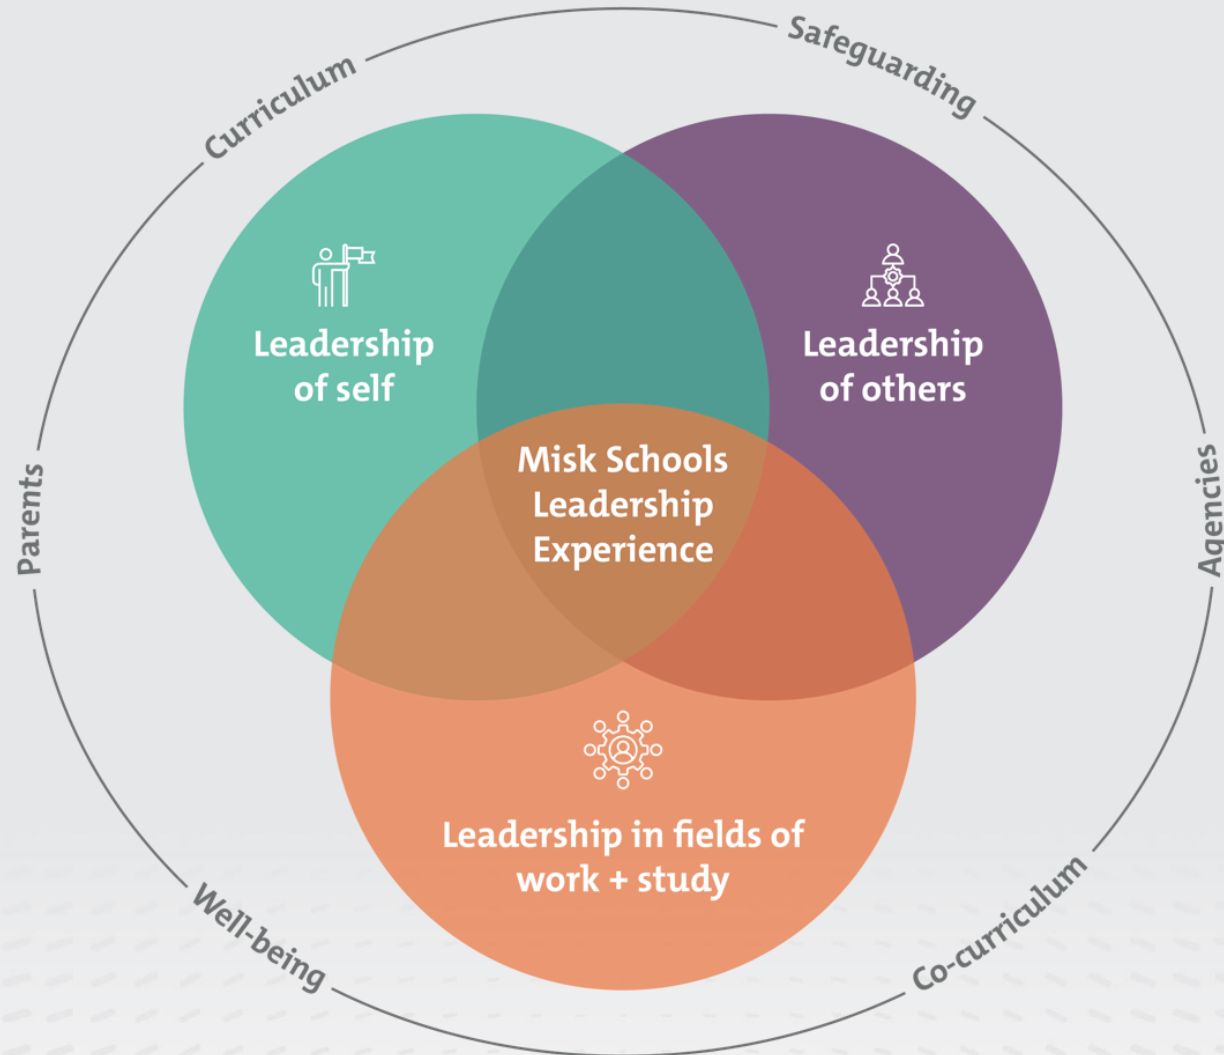 Curriculum
Safeguarding
Leadership
of self
Leadership
of others
Misk Schools
Leadership
Experience
Parents
Agencies
Leadership in fields of
work + study
Well-being
Co-curriculum